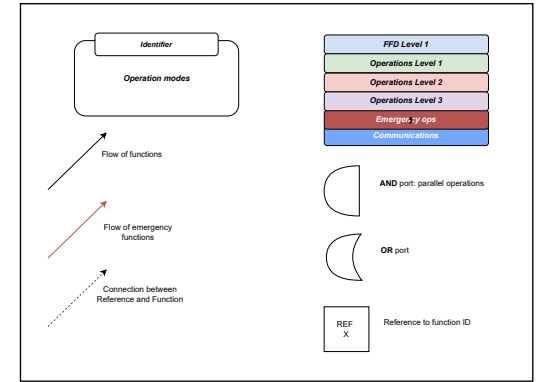 Identifier
Operation modes
Flow of functions
Flow of emergency
functions
Connection between
Reference and Function
FFD Level 1
Operations Level 1
Operations Level 2
Operations Level 3
Emergency ops
Communications
AND port: parallel operations
OR port
REF
X
Reference to function ID